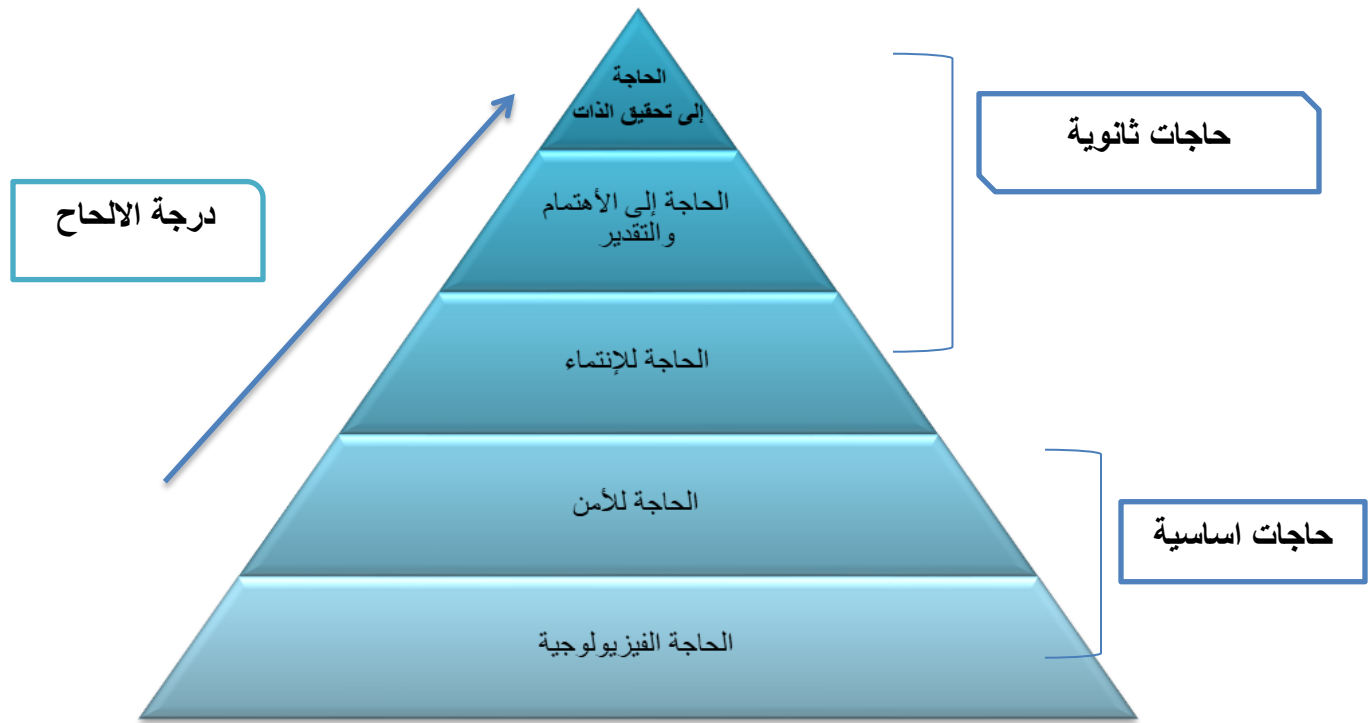 الحاجة
إلى تحقيق الذات
حاجات ثانوية
الحاجة إلى الأهتمام
والتقدير
درجة الالحاح
الحاجة للإنتماء
الحاجة للأمن
حاجات اساسية
الحاجة الفيزيولوجية